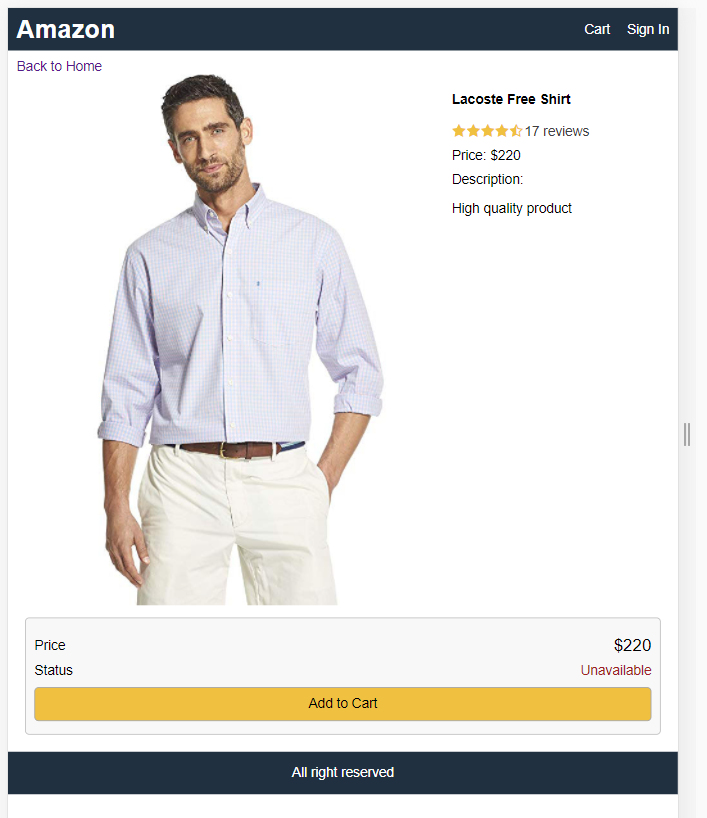 Amazon
Cart Sign In
Back to Home
Lacoste Free Shirt
17 reviews
Price: $220
Description:
High quality product
Price $220
Status Unavailable
Add to Cart
All right reserved